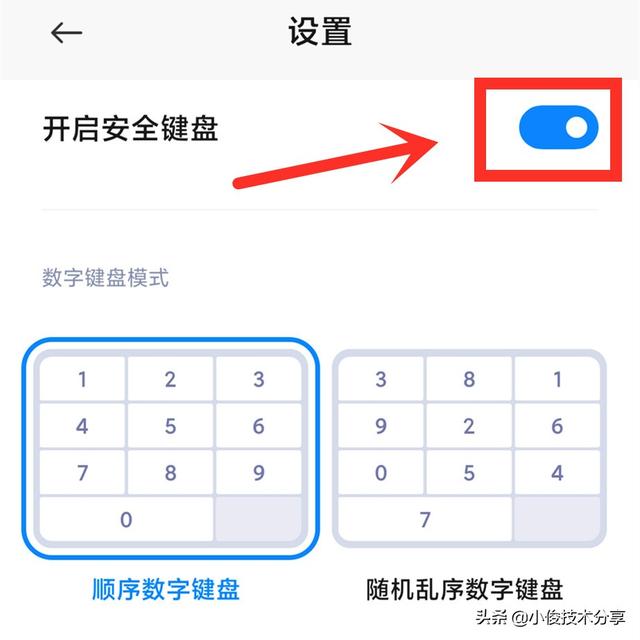 设置
开启安全键盘
数字键盘模式
1 2 3 3 8 1
4 5 6 9 2 6
7 8 9 0 5 4
0 7
顺序数字键盘 随机乱序数字键盘
头条 @小俊技术分享